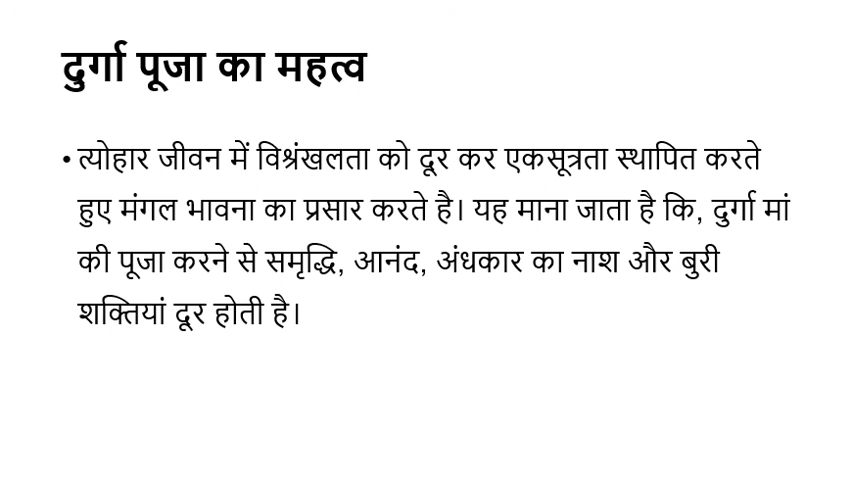 दुर्गा पूजा का महत्व
• त्योहार जीवन में विश्रंखलता को दूर कर एकसूत्रता स्थापित करते
हुए मंगल भावना का प्रसार करते है। यह माना जाता है कि, दुर्गा मां
की पूजा करने से समृद्धि, आनंद, अंधकार का नाश और बुरी
शक्तियां दूर होती है।